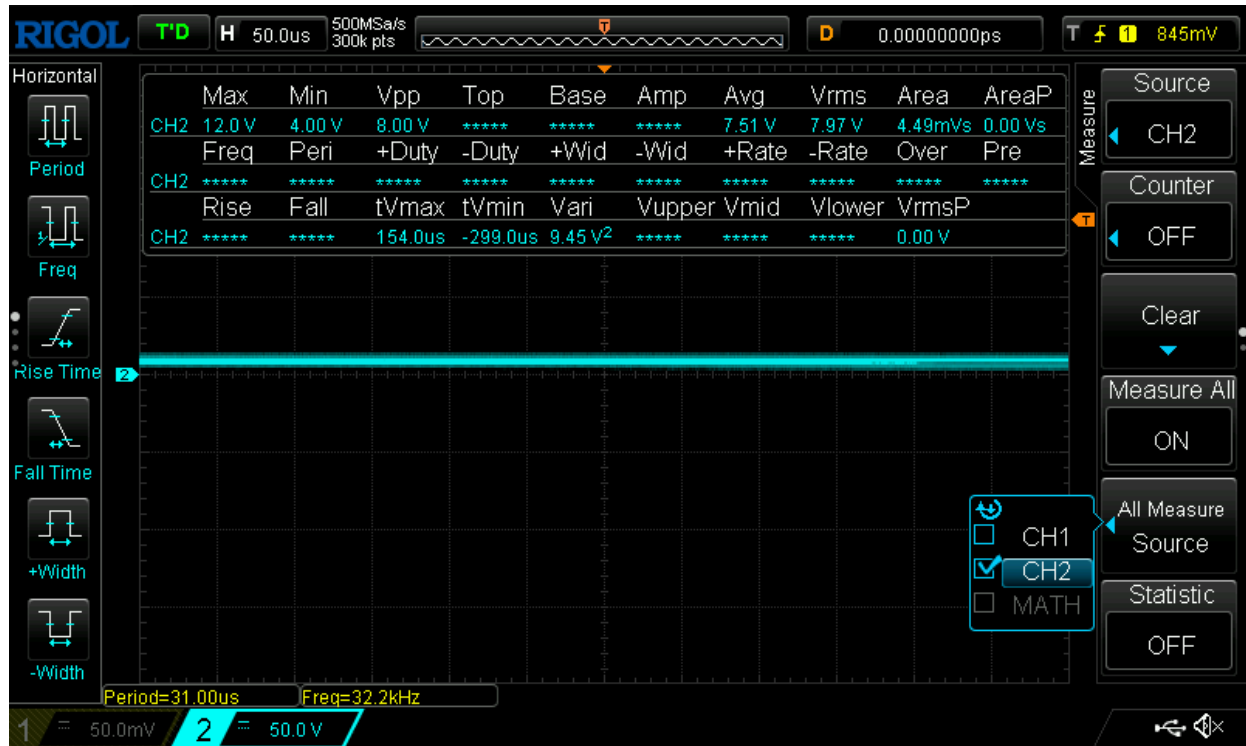 RIGOL T'D H 50.0us 500MSa/s 300k pts T D 0.00000000ps T 1 845mV
Horizontal
Period
Freq
Rise Time
Fall Time
+Width
-Width
Max Min Vpp Top Base Amp Avg Vrms Area AreaP
CH2 12.0 V 4.00 V 8.00 V ***** ***** ***** 7.51 V 7.97 V 4.49mVs 0.00 Vs
Freq Peri +Duty -Duty +Wid -Wid +Rate -Rate Over Pre
CH2 ***** ***** ***** ***** ***** ***** ***** ***** ***** *****
Rise Fall tVmax tVmin Vari Vupper Vmid Vlower VrmsP
CH2 ***** ***** 154.0us -299.0us 9.45 V² ***** ***** ***** 0.00 V
T
2
Measure
Source
CH2
Counter
OFF
Clear
Measure All
ON
All Measure
Source
CH1
CH2
MATH
Statistic
OFF
Period=31.00us Freq=32.2kHz
1 50.0mV 2 50.0 V